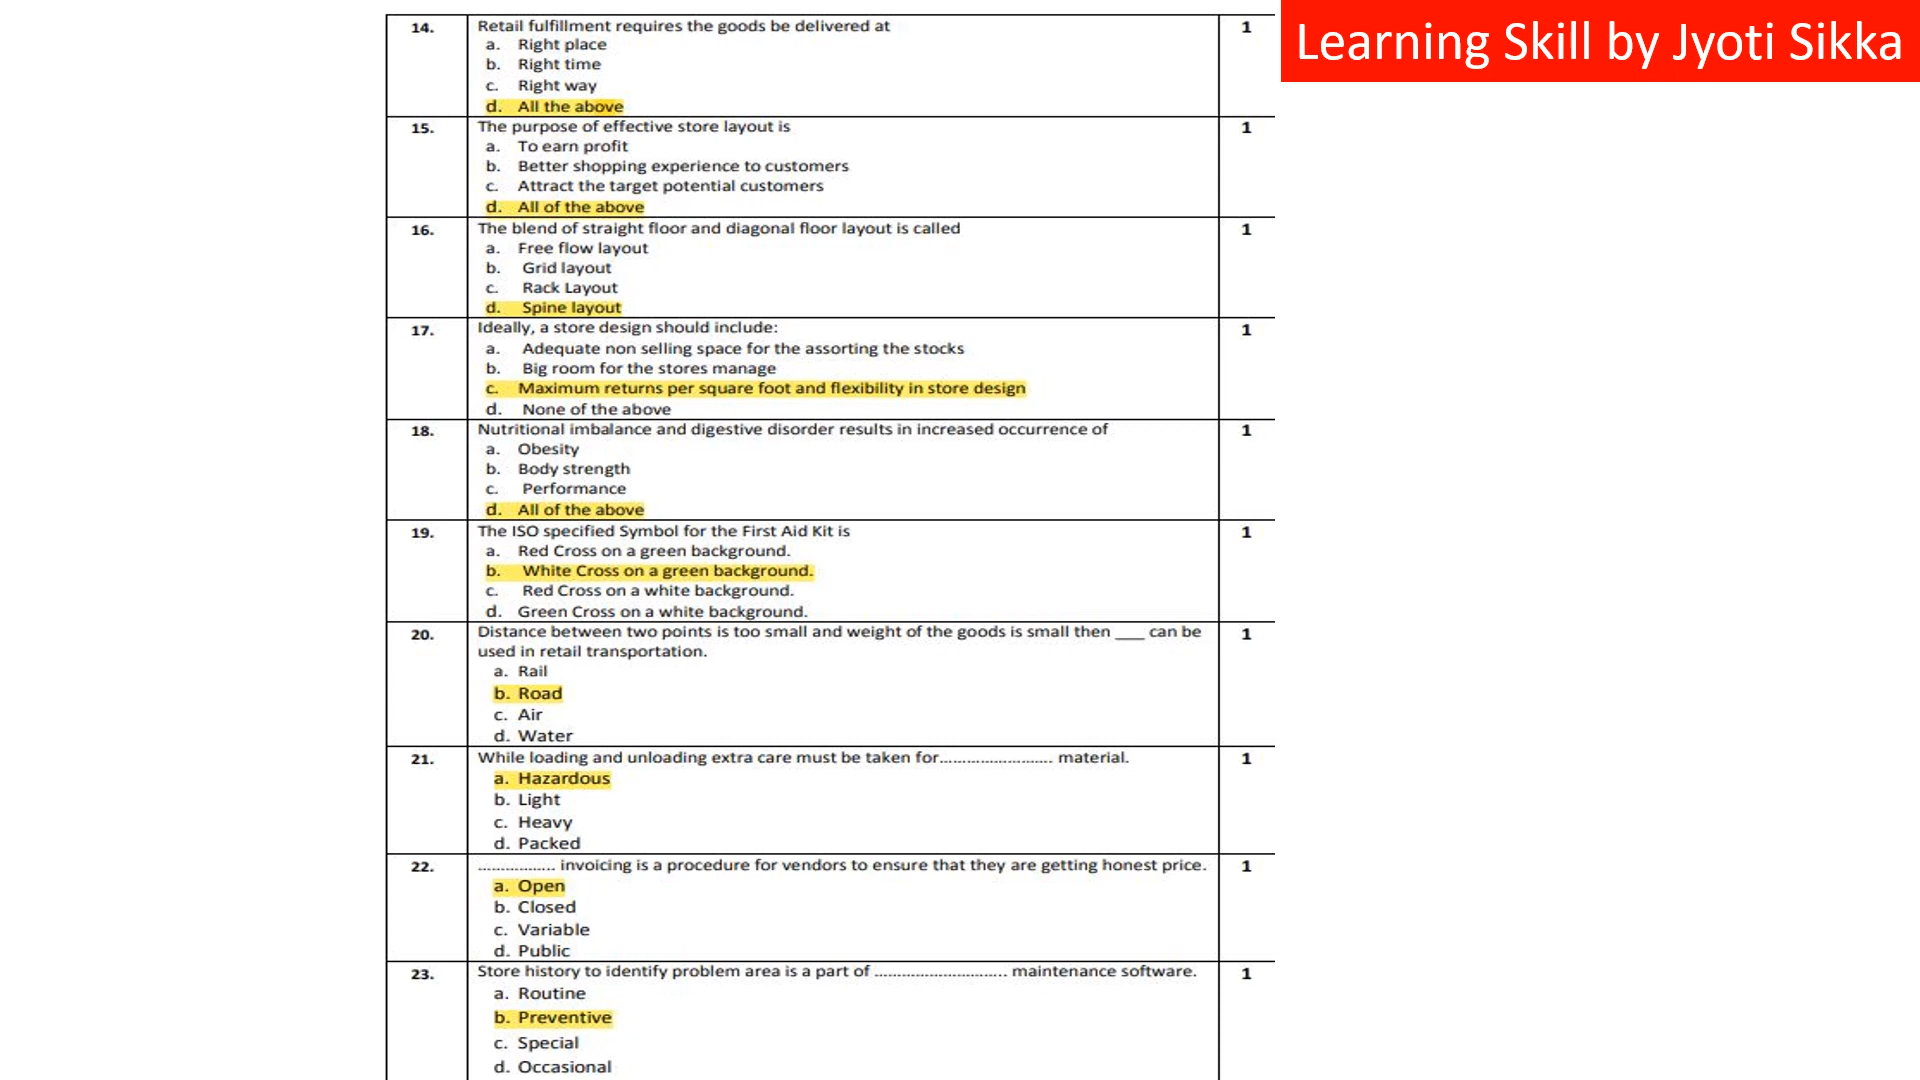 Learning Skill by Jyoti Sikka
14. Retail fulfillment requires the goods be delivered at 1
a. Right place
b. Right time
c. Right way
d. All the above
15. The purpose of effective store layout is 1
a. To earn profit
b. Better shopping experience to customers
c. Attract the target potential customers
d. All of the above
16. The blend of straight floor and diagonal floor layout is called 1
a. Free flow layout
b. Grid layout
c. Rack Layout
d. Spine layout
17. Ideally, a store design should include: 1
a. Adequate non selling space for the assorting the stocks
b. Big room for the stores manage
c. Maximum returns per square foot and flexibility in store design
d. None of the above
18. Nutritional imbalance and digestive disorder results in increased occurrence of 1
a. Obesity
b. Body strength
c. Performance
d. All of the above
19. The ISO specified Symbol for the First Aid Kit is 1
a. Red Cross on a green background.
b. White Cross on a green background.
c. Red Cross on a white background.
d. Green Cross on a white background.
20. Distance between two points is too small and weight of the goods is small then ___ can be 1
used in retail transportation.
a. Rail
b. Road
c. Air
d. Water
21. While loading and unloading extra care must be taken for......................... material. 1
a. Hazardous
b. Light
c. Heavy
d. Packed
22. ................. invoicing is a procedure for vendors to ensure that they are getting honest price. 1
a. Open
b. Closed
c. Variable
d. Public
23. Store history to identify problem area is a part of ............................. maintenance software. 1
a. Routine
b. Preventive
c. Special
d. Occasional